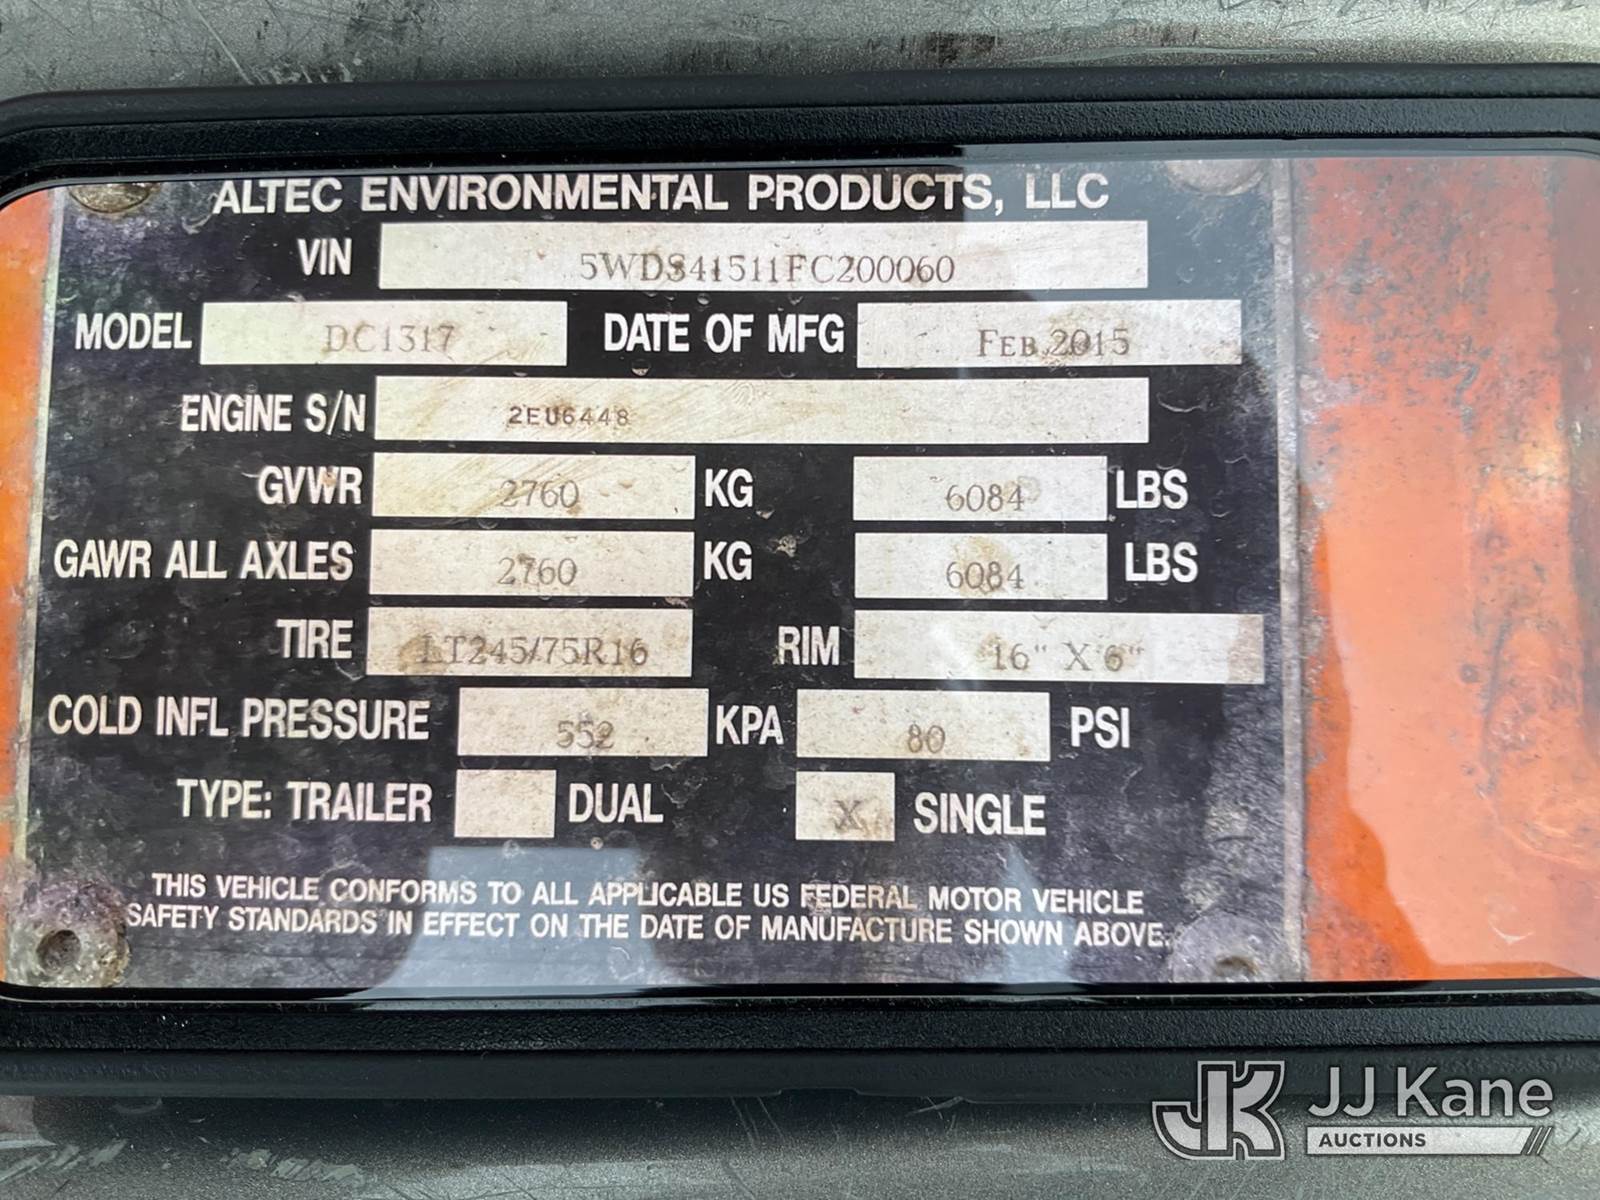 ALTEC ENVIRONMENTAL PRODUCTS, LLC
VIN 5WDS41511FC200060
MODEL DC1317 DATE OF MFG FEB 2015
ENGINE S/N 2EU6448
GVWR 2760 KG 6084 LBS
GAWR ALL AXLES 2760 KG 6084 LBS
TIRE LT245/75R16 RIM 16" X 6"
COLD INFL PRESSURE 552 KPA 80 PSI
TYPE: TRAILER DUAL X SINGLE
THIS VEHICLE CONFORMS TO ALL APPLICABLE US FEDERAL MOTOR VEHICLE
SAFETY STANDARDS IN EFFECT ON THE DATE OF MANUFACTURE SHOWN ABOVE.
JK JJ Kane
AUCTIONS